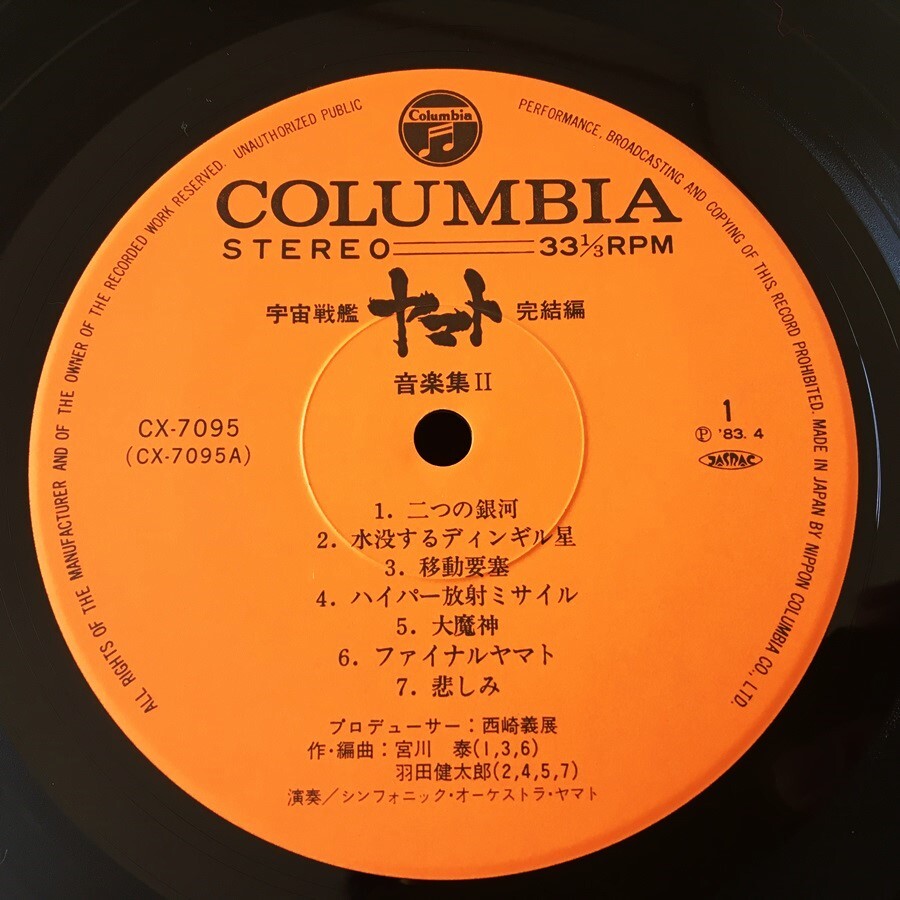 Columbia
COLUMBIA
STEREO 33⅓RPM
宇宙戦艦 ヤマト 完結編
音楽集II
CX-7095
(CX-7095A)
1
Ⓟ '83. 4
JASRAC
1. 二つの銀河
2. 水没するディンギル星
3. 移動要塞
4. ハイパー放射ミサイル
5. 大魔神
6. ファイナルヤマト
7. 悲しみ
プロデューサー：西崎義展
作・編曲：宮川 泰(1,3,6)
羽田健太郎(2,4,5,7)
演奏／シンフォニック・オーケストラ・ヤマト
ALL RIGHTS OF THE MANUFACTURER AND OF THE OWNER OF THE RECORDED WORK RESERVED. UNAUTHORIZED PUBLIC PERFORMANCE, BROADCASTING AND COPYING OF THIS RECORD PROHIBITED. MADE IN JAPAN BY NIPPON COLUMBIA CO., LTD.